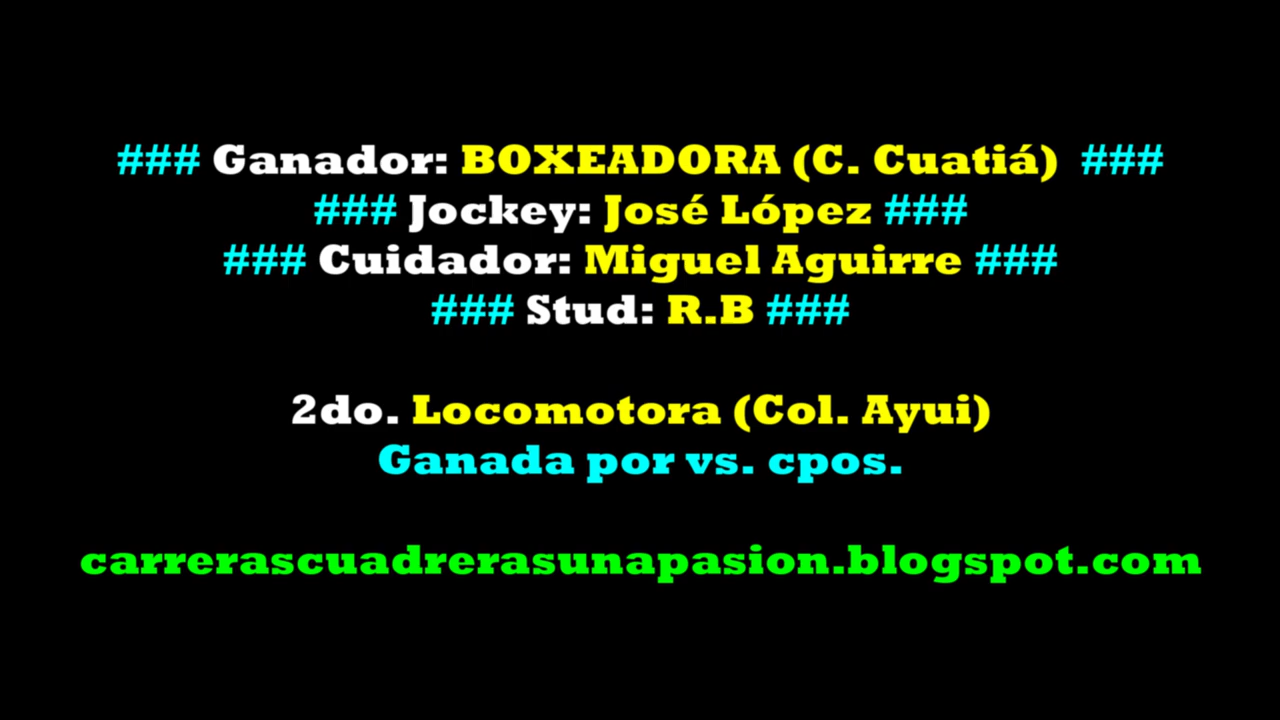 ### Ganador: BOXEADORA (C. Cuatiá) ###
### Jockey: José López ###
### Cuidador: Miguel Aguirre ###
### Stud: R.B ###
2do. Locomotora (Col. Ayui)
Ganada por vs. cpos.
carrerascuadrerasunapasion.blogspot.com